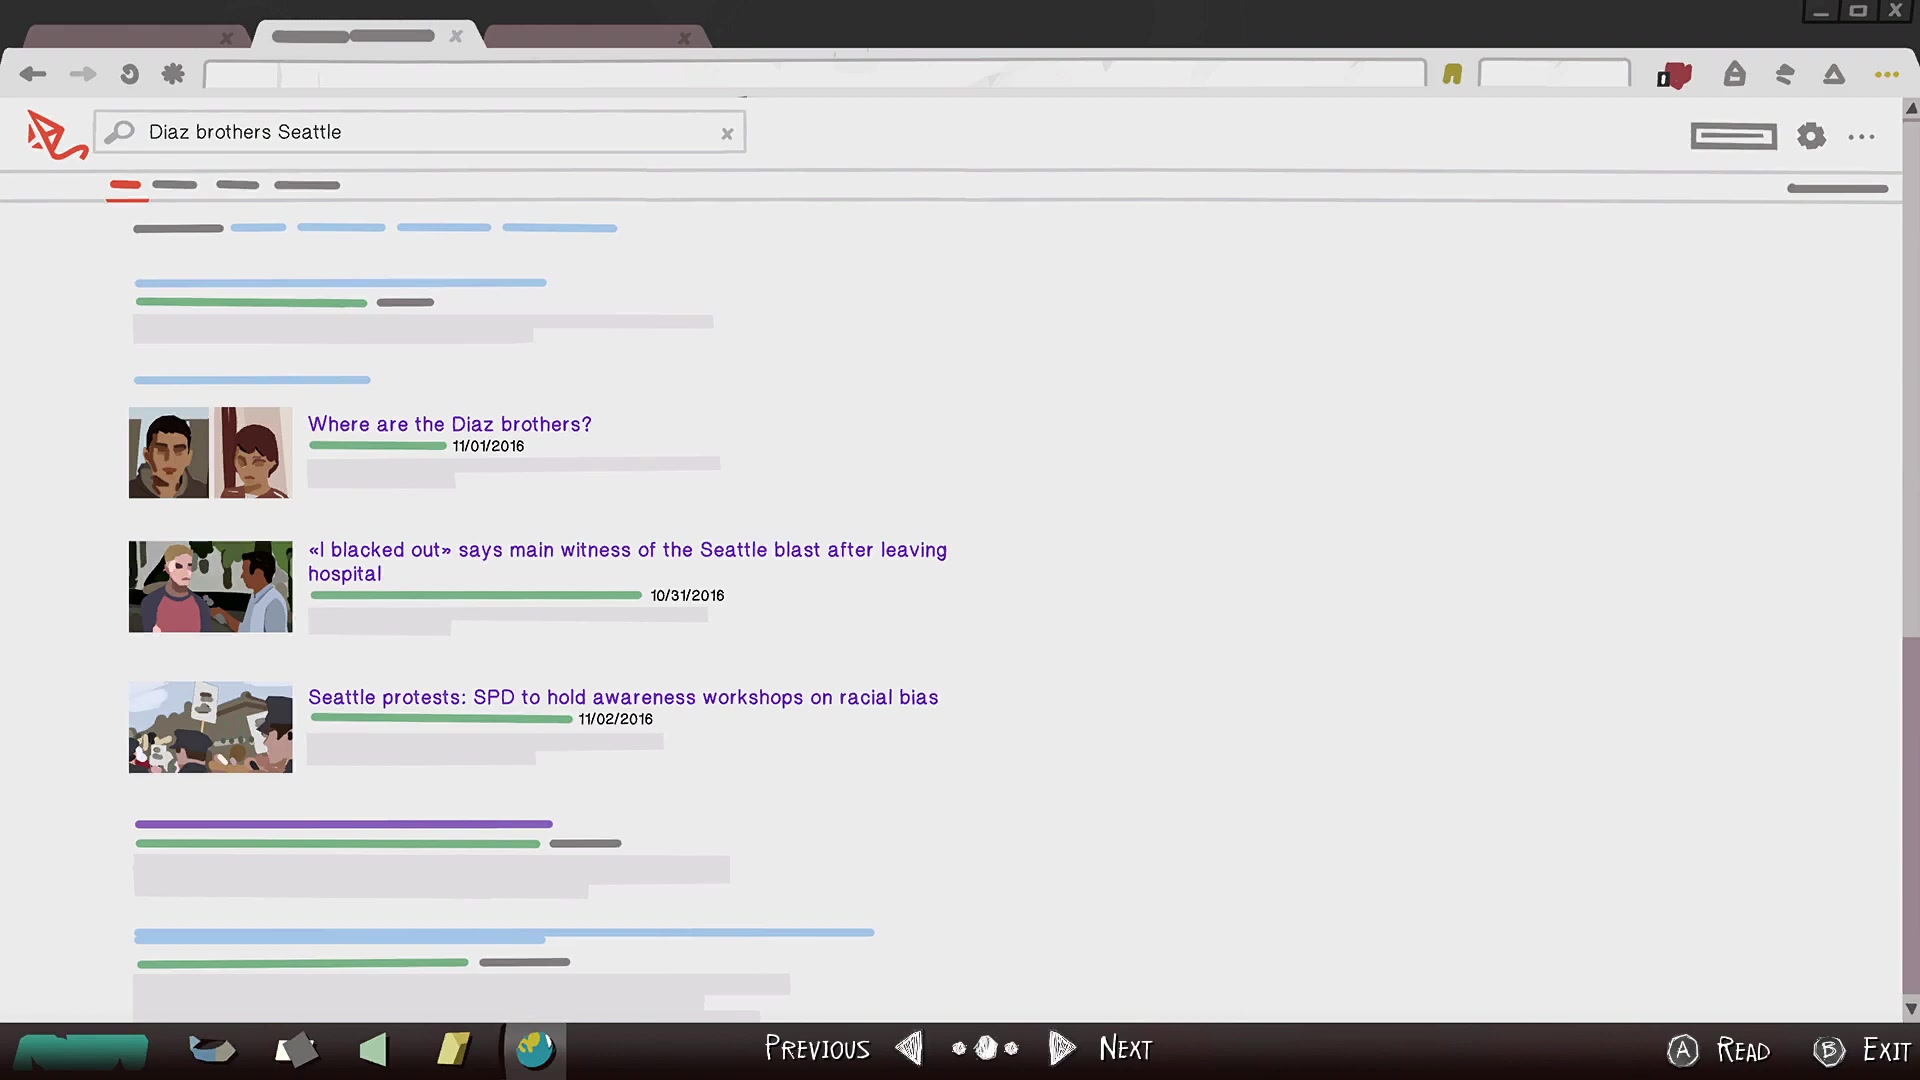 X
Diaz brothers Seattle
Where are the Diaz brothers?
11/01/2016
«I blacked out» says main witness of the Seattle blast after leaving
hospital
10/31/2016
Seattle protests: SPD to hold awareness workshops on racial bias
11/02/2016
Previous
Next
A Read
B Exit